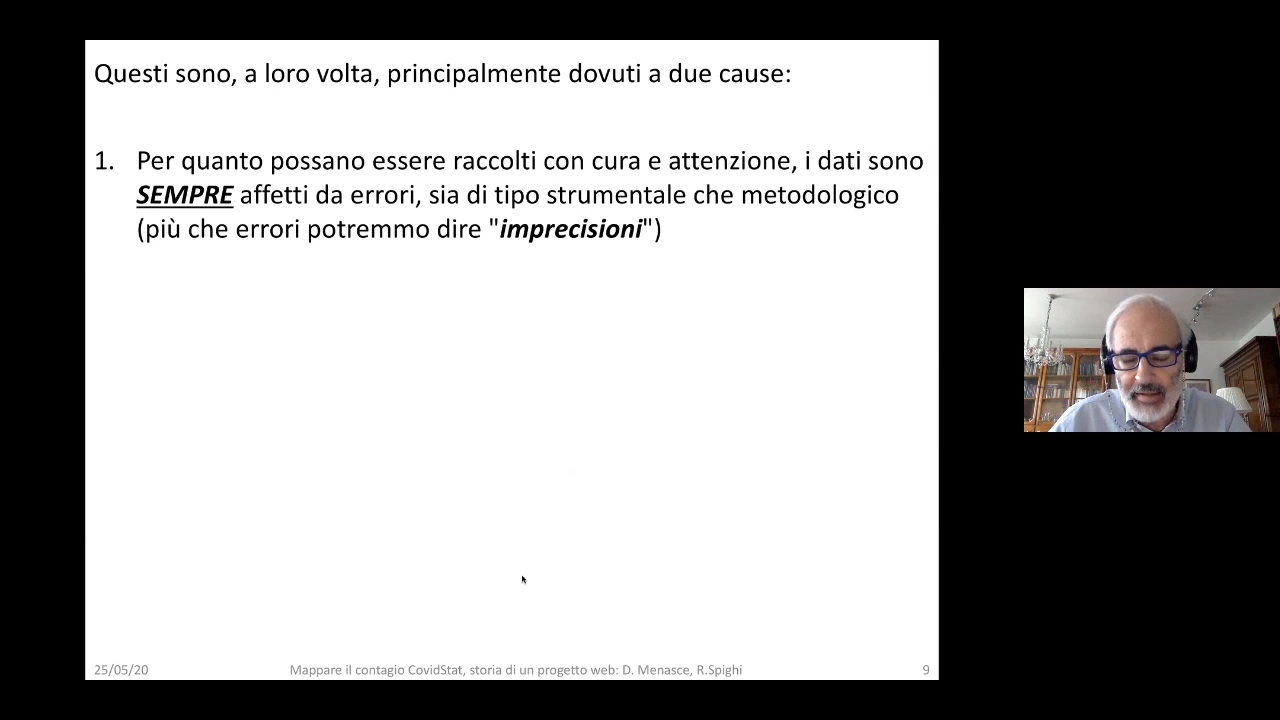 Questi sono, a loro volta, principalmente dovuti a due cause:
1. Per quanto possano essere raccolti con cura e attenzione, i dati sono
SEMPRE affetti da errori, sia di tipo strumentale che metodologico
(più che errori potremmo dire "imprecisioni")
25/05/20 Mappare il contagio CovidStat, storia di un progetto web: D. Menasce, R.Spighi 9